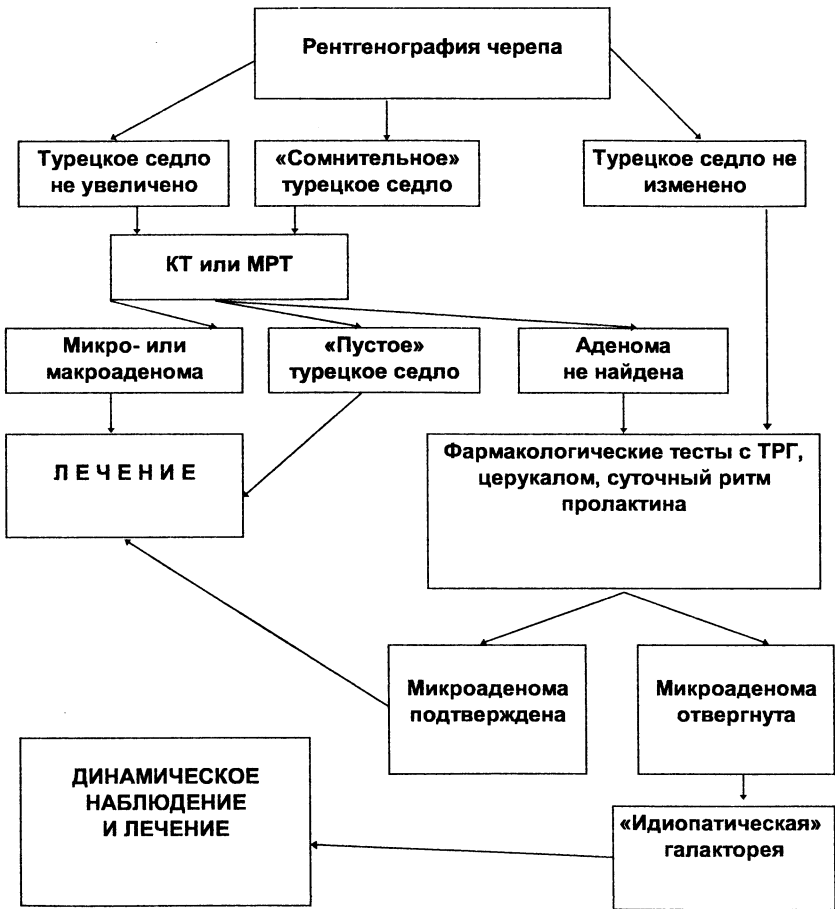 Рентгенография черепа
Турецкое седло
не увеличено
«Сомнительное»
турецкое седло
Турецкое седло не
изменено
КТ или МРТ
Микро- или
макроаденома
«Пустое»
турецкое седло
Аденома
не найдена
Л Е Ч Е Н И Е
Фармакологические тесты с ТРГ,
церукалом, суточный ритм
пролактина
Микроаденома
подтверждена
Микроаденома
отвергнута
ДИНАМИЧЕСКОЕ
НАБЛЮДЕНИЕ
И ЛЕЧЕНИЕ
«Идиопатическая»
галакторея